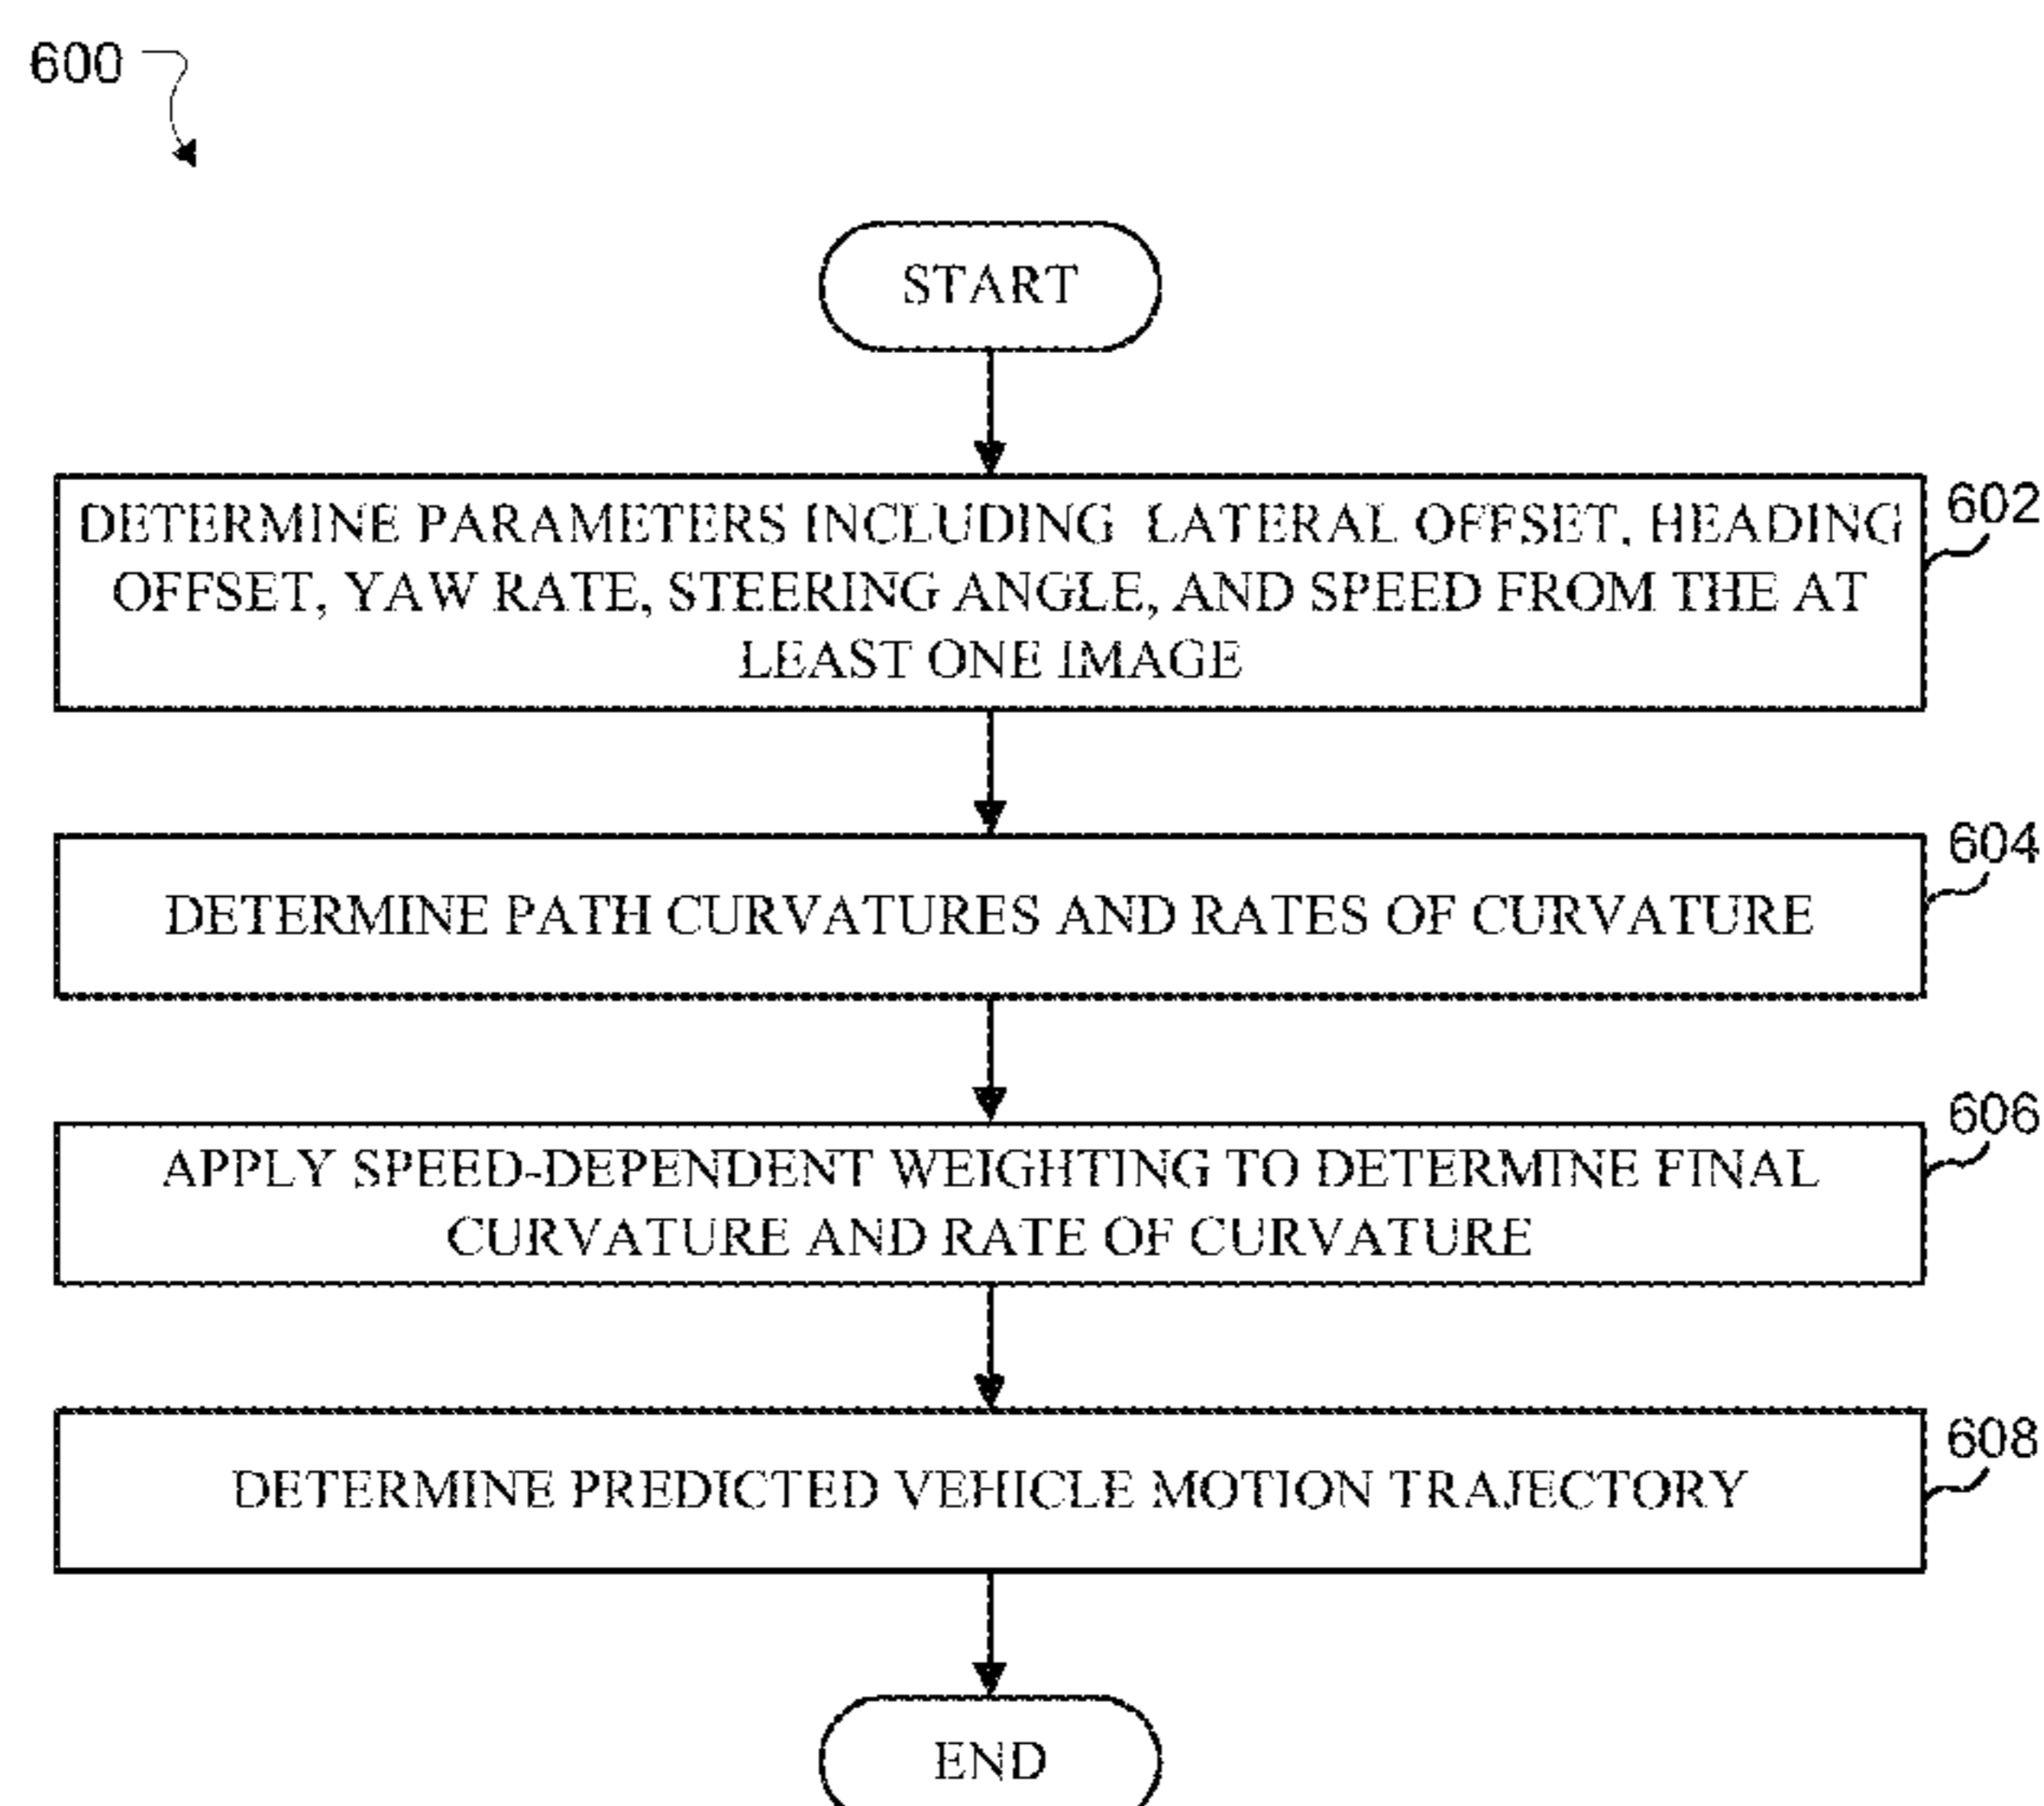 600
START
DETERMINE PARAMETERS INCLUDING LATERAL OFFSET, HEADING
OFFSET, YAW RATE, STEERING ANGLE, AND SPEED FROM THE AT
LEAST ONE IMAGE
602
DETERMINE PATH CURVATURES AND RATES OF CURVATURE
604
APPLY SPEED-DEPENDENT WEIGHTING TO DETERMINE FINAL
CURVATURE AND RATE OF CURVATURE
606
DETERMINE PREDICTED VEHICLE MOTION TRAJECTORY
608
END